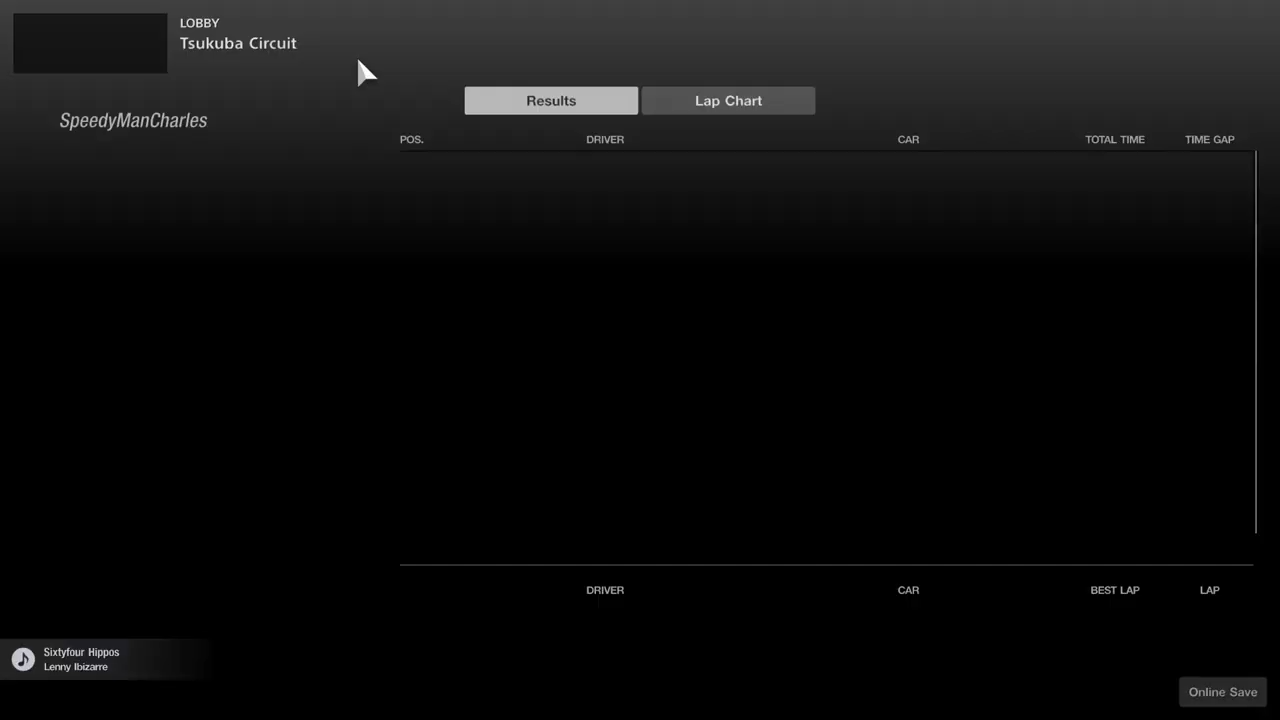 LOBBY
Tsukuba Circuit
SpeedyManCharles
Results Lap Chart
POS. DRIVER CAR TOTAL TIME TIME GAP
DRIVER CAR BEST LAP LAP
Sixtyfour Hippos
Lenny Ibizarre
Online Save